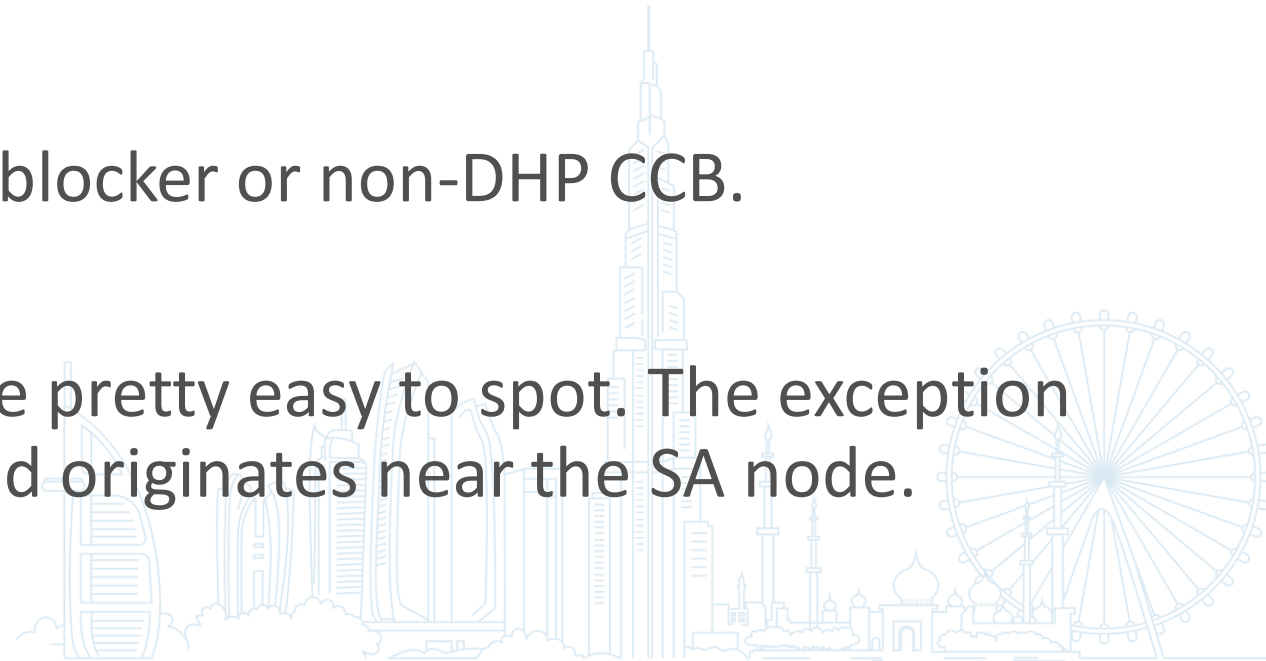 blocker or non-DHP CCB.
e pretty easy to spot. The exception
d originates near the SA node.